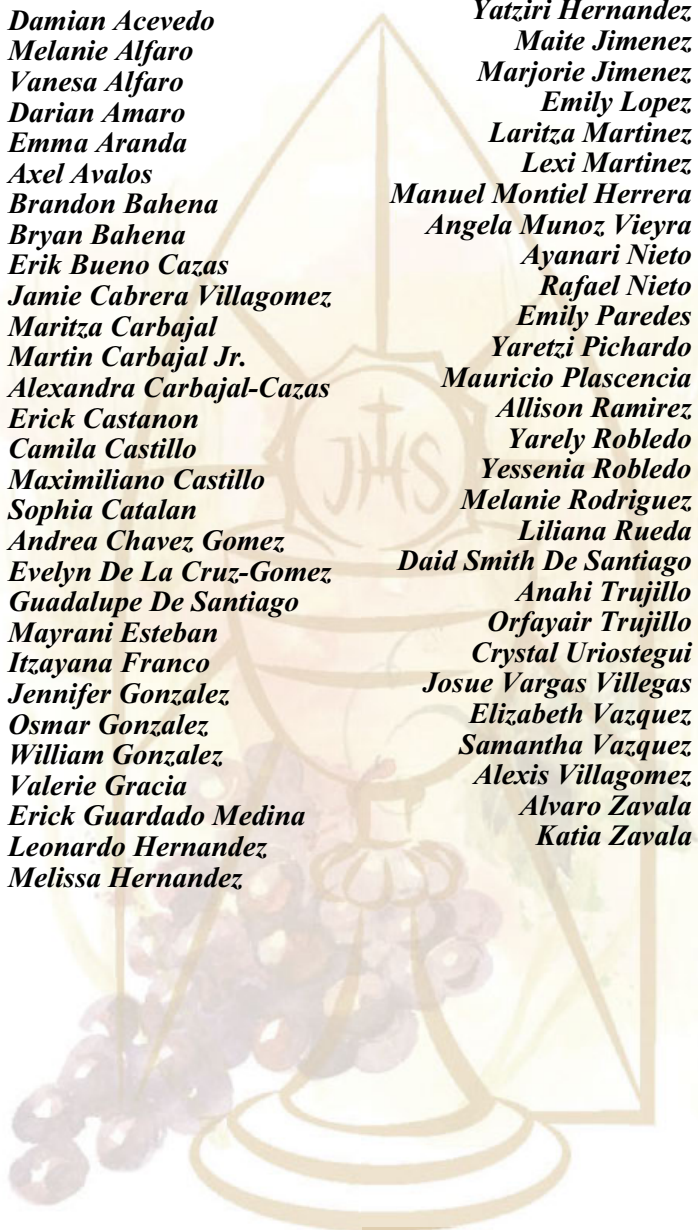 Damian Acevedo
Melanie Alfaro
Vanesa Alfaro
Darian Amaro
Emma Aranda
Axel Avalos
Brandon Bahena
Bryan Bahena
Erik Bueno Cazas
Jamie Cabrera Villagomez
Maritza Carbajal
Martin Carbajal Jr.
Alexandra Carbajal-Cazas
Erick Castanon
Camila Castillo
Maximiliano Castillo
Sophia Catalan
Andrea Chavez Gomez
Evelyn De La Cruz-Gomez
Guadalupe De Santiago
Mayrani Esteban
Itzayana Franco
Jennifer Gonzalez
Osmar Gonzalez
William Gonzalez
Valerie Gracia
Erick Guardado Medina
Leonardo Hernandez
Melissa Hernandez
Yatziri Hernandez
Maite Jimenez
Marjorie Jimenez
Emily Lopez
Laritza Martinez
Lexi Martinez
Manuel Montiel Herrera
Angela Munoz Vieyra
Ayanari Nieto
Rafael Nieto
Emily Paredes
Yaretzi Pichardo
Mauricio Plascencia
Allison Ramirez
Yarely Robledo
Yessenia Robledo
Melanie Rodriguez
Liliana Rueda
Daid Smith De Santiago
Anahi Trujillo
Orfayair Trujillo
Crystal Uriostegui
Josue Vargas Villegas
Elizabeth Vazquez
Samantha Vazquez
Alexis Villagomez
Alvaro Zavala
Katia Zavala
JHS